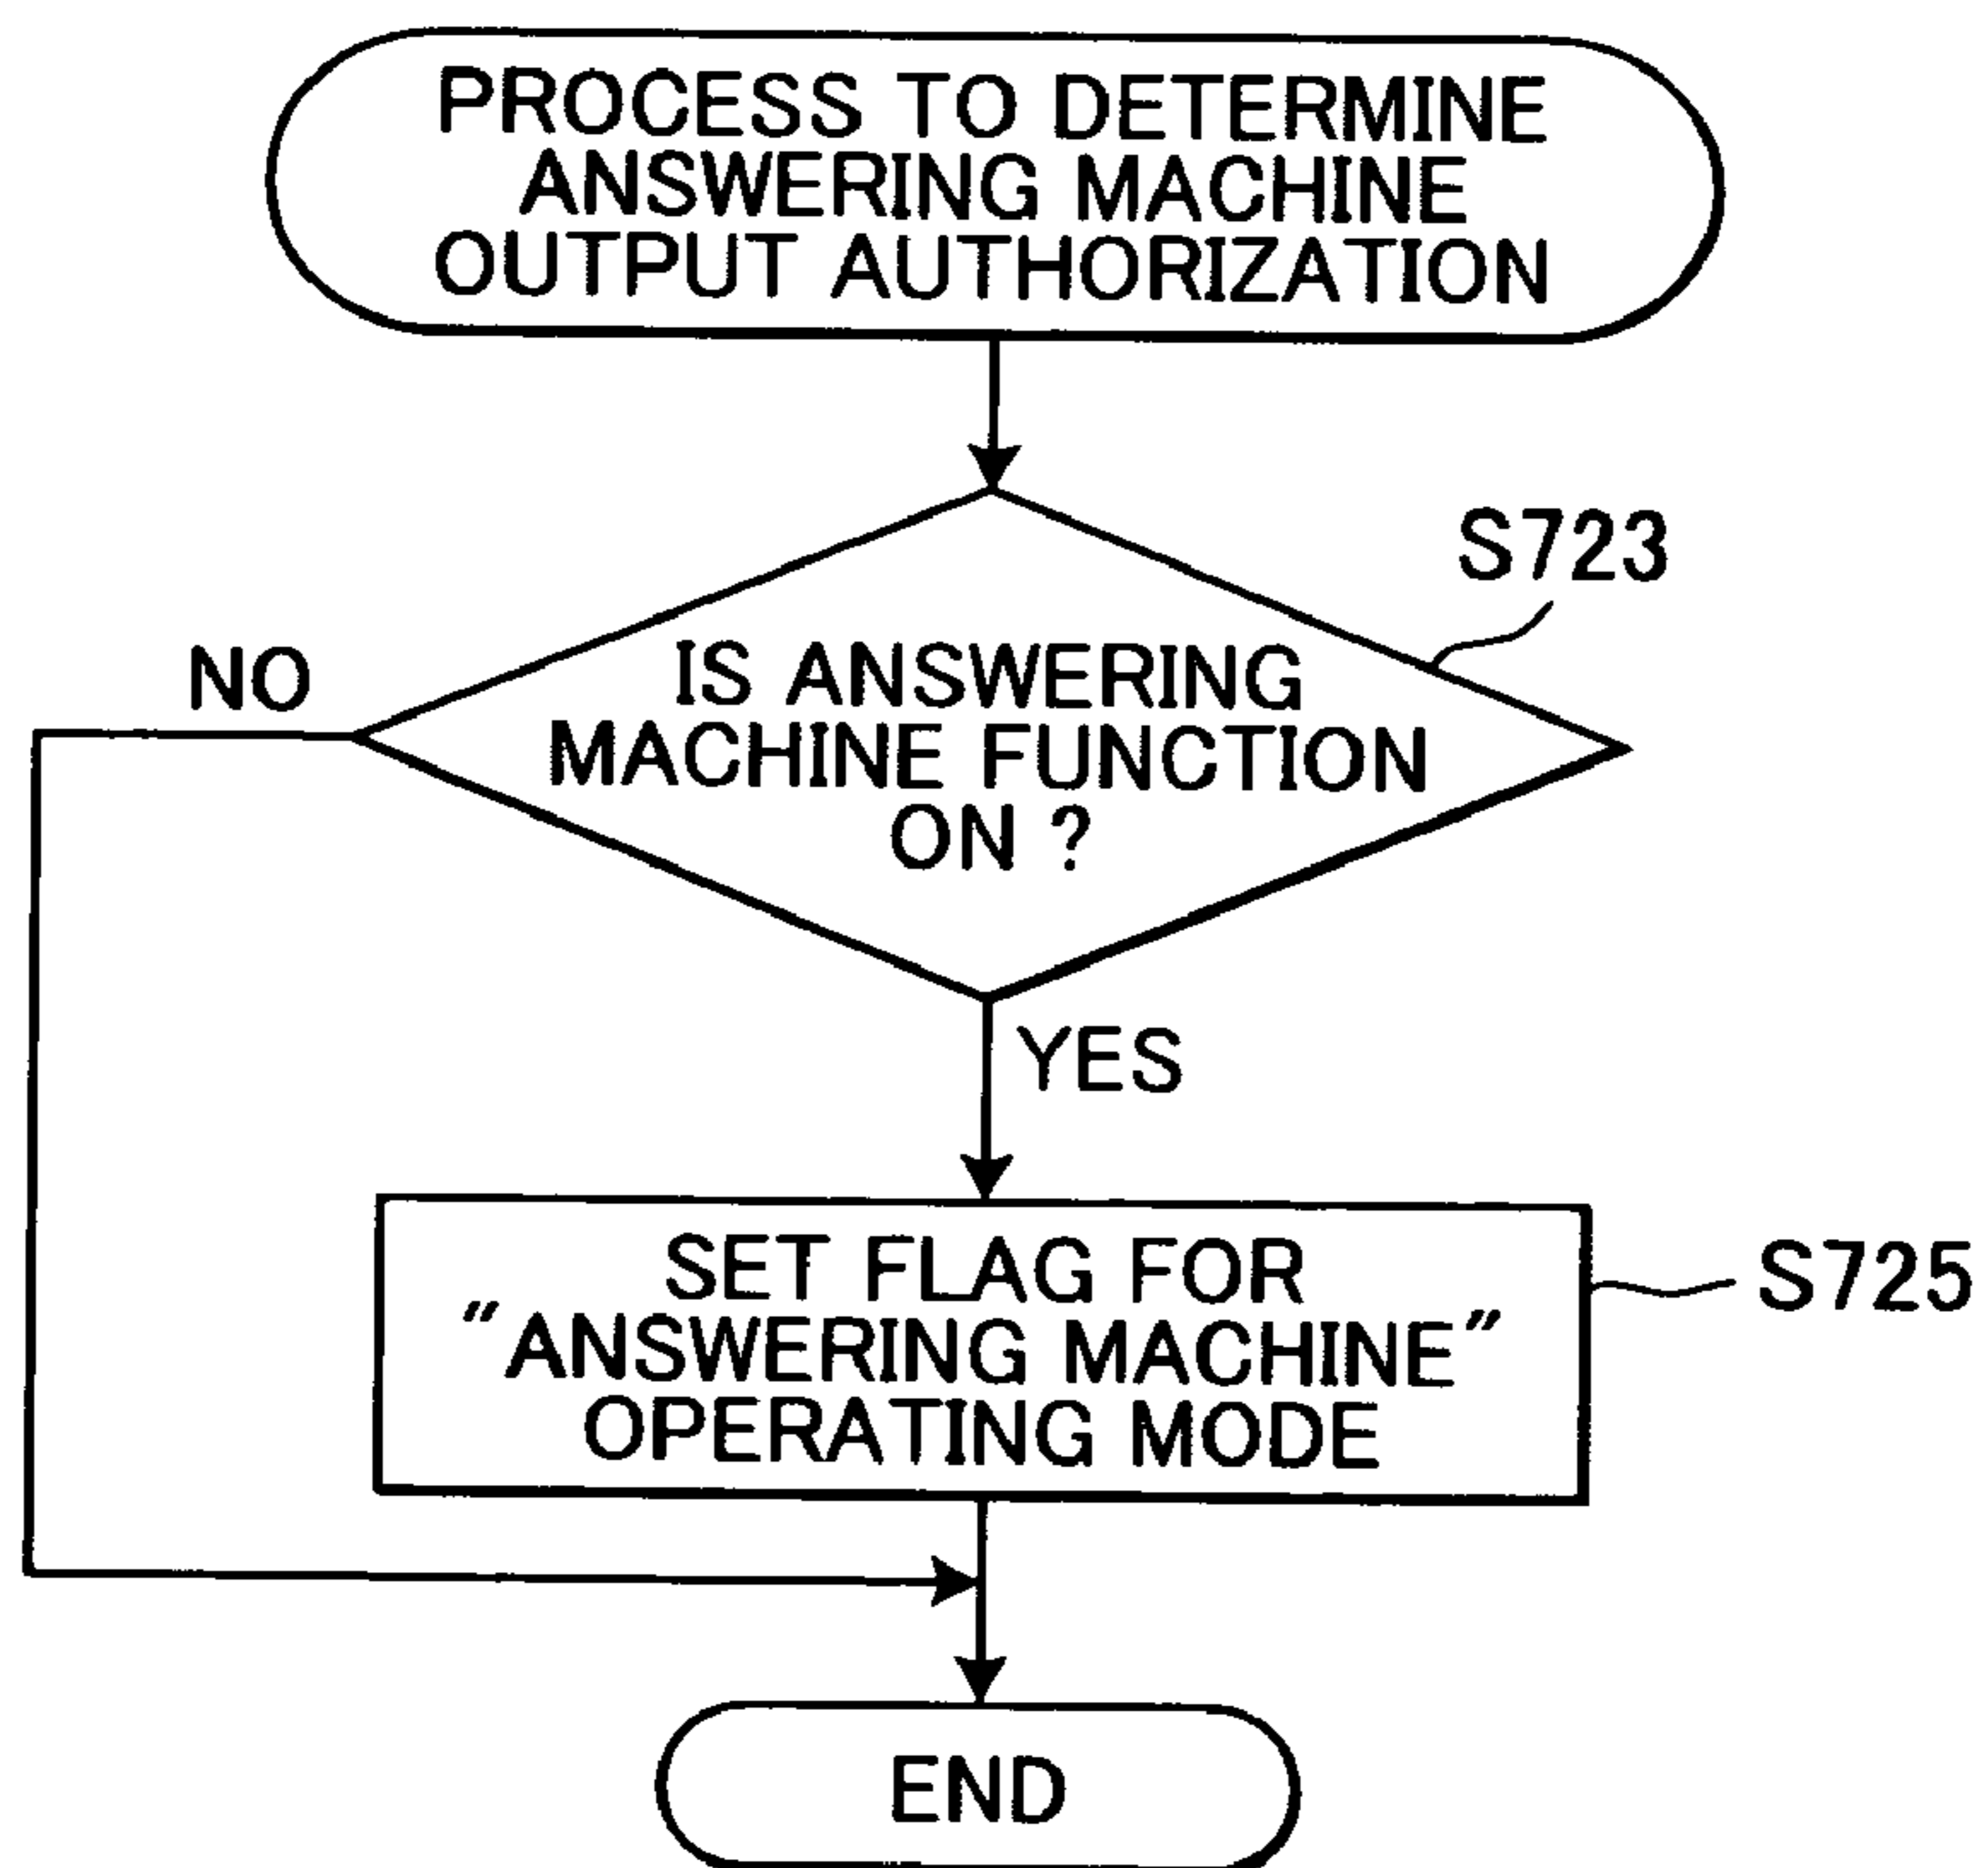 PROCESS TO DETERMINE
ANSWERING MACHINE
OUTPUT AUTHORIZATION
S723
NO
IS ANSWERING
MACHINE FUNCTION
ON ?
YES
SET FLAG FOR
"ANSWERING MACHINE"
OPERATING MODE
S725
END